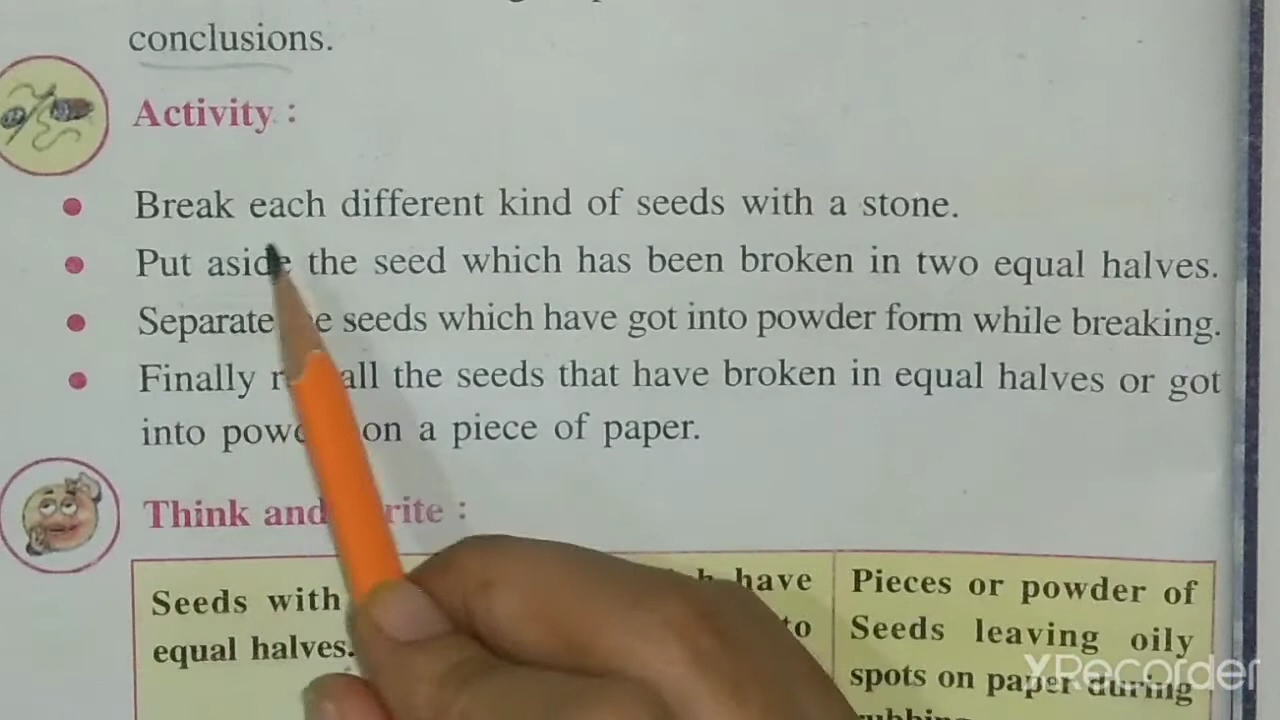 conclusions.
Activity :
Break each different kind of seeds with a stone.
Put aside the seed which has been broken in two equal halves.
Separate seeds which have got into powder form while breaking.
Finally all the seeds that have broken in equal halves or got
into on a piece of paper.
Think and :
Seeds with
equal halves.
have
to
Pieces or powder of
Seeds leaving oily
spots on paper during
XRecorder